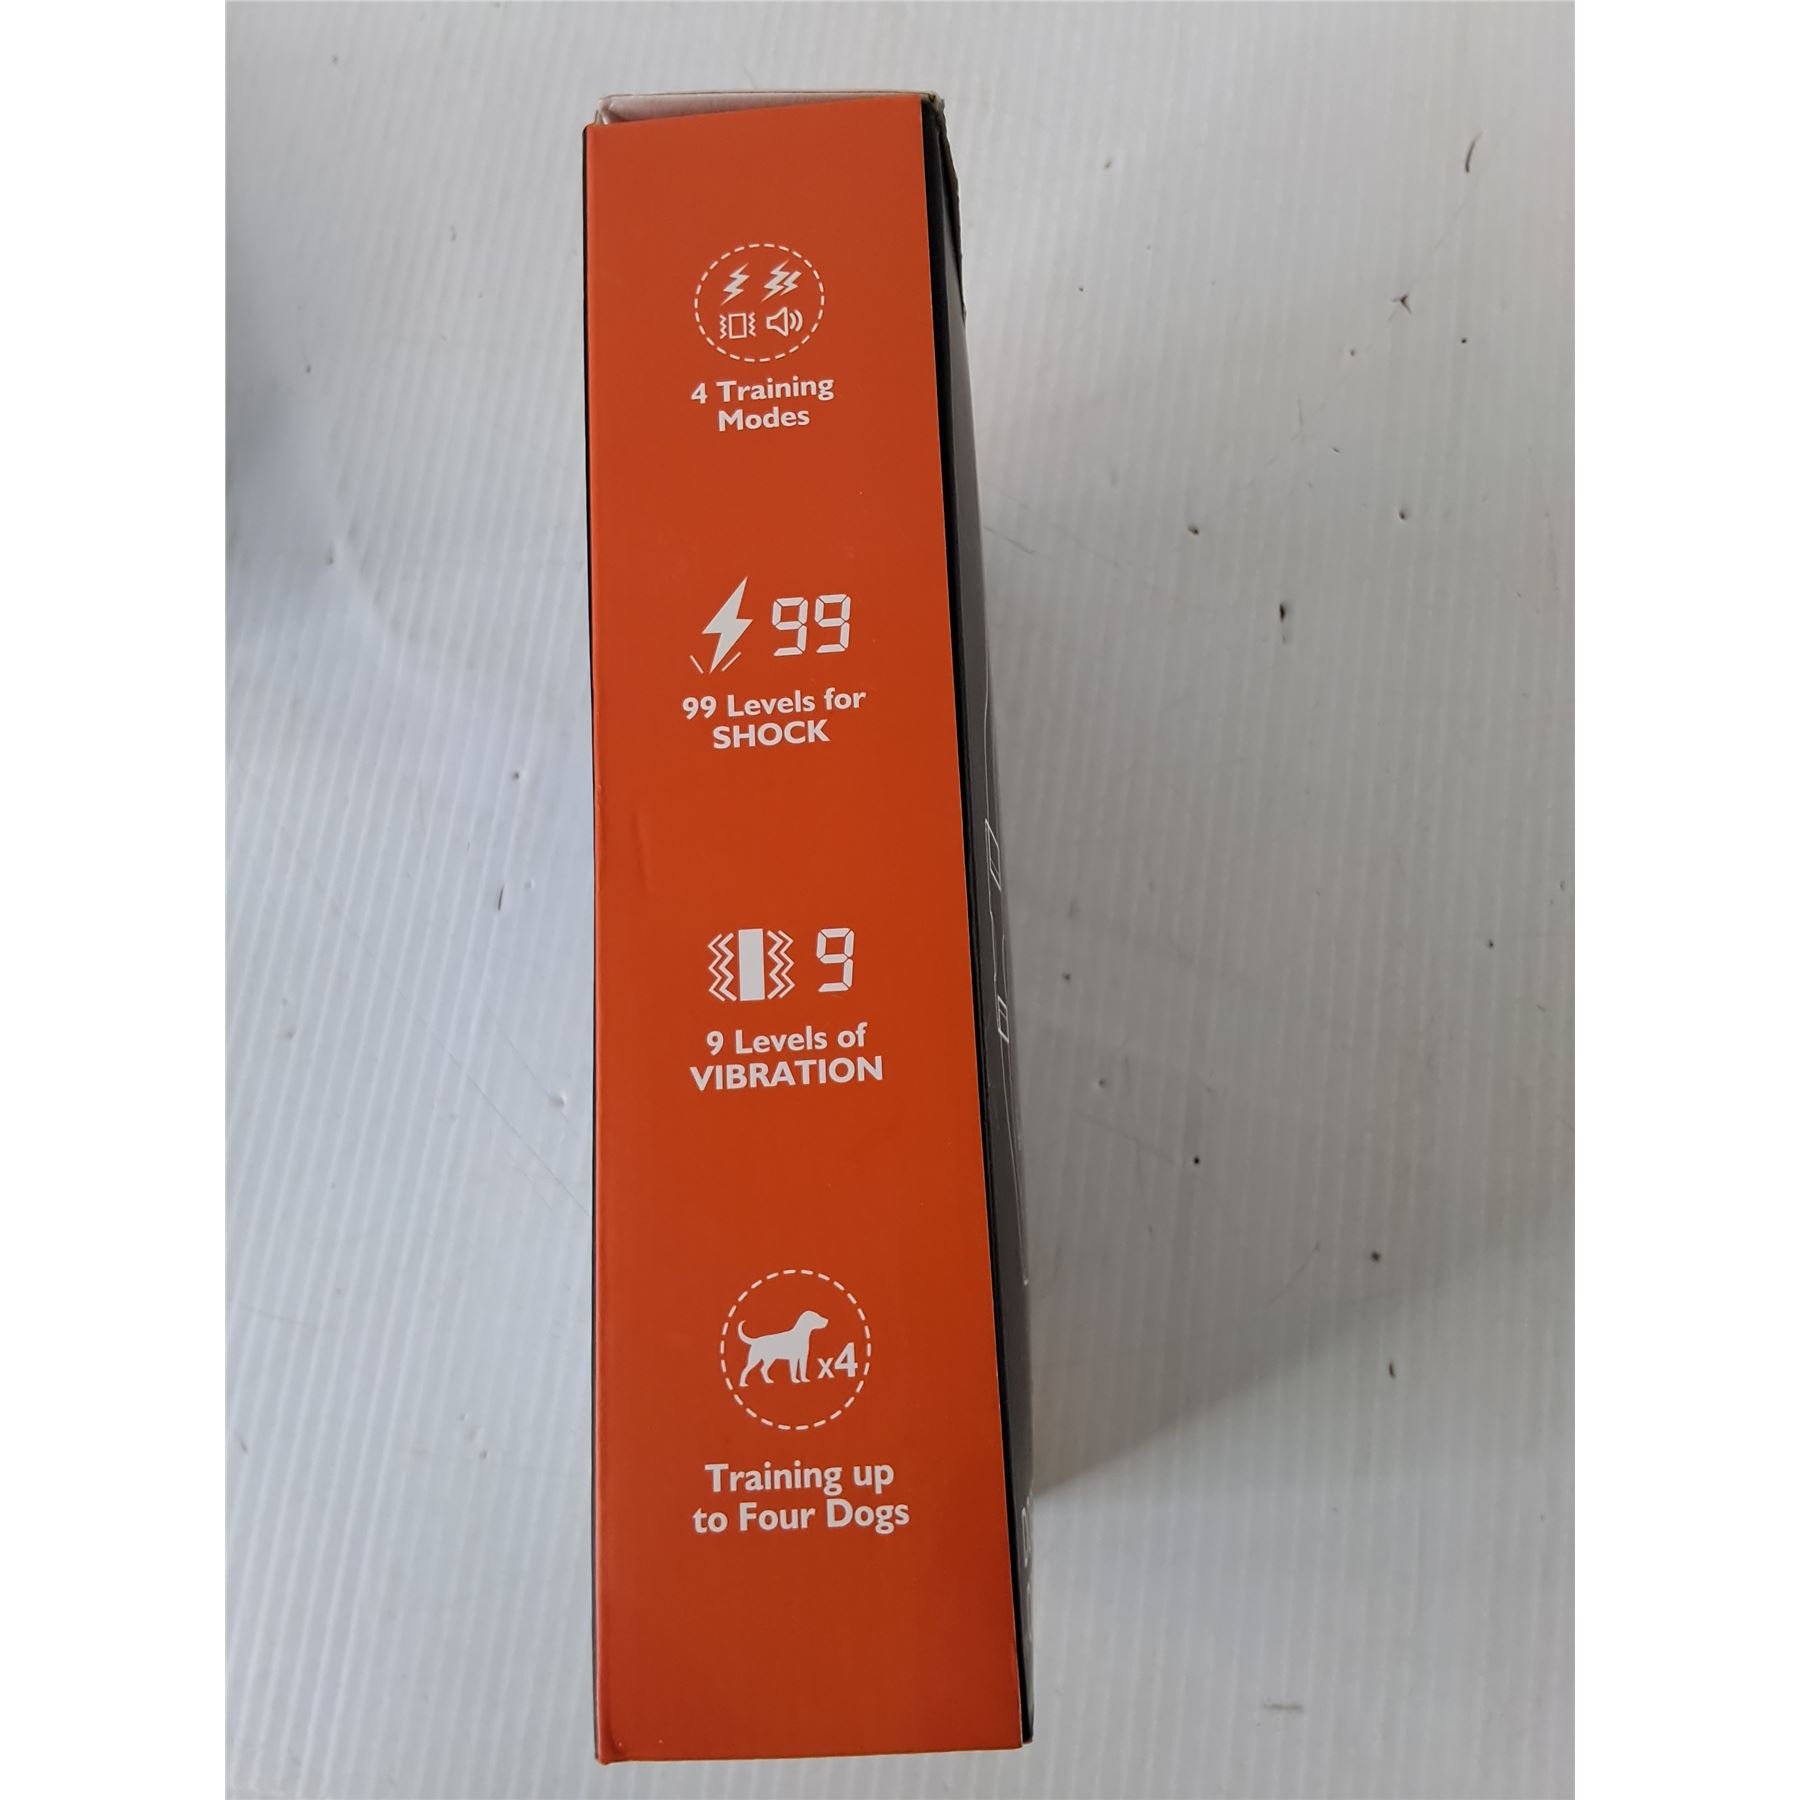 4 Training
Modes
99
99 Levels for
SHOCK
9
9 Levels of
VIBRATION
x4
Training up
to Four Dogs